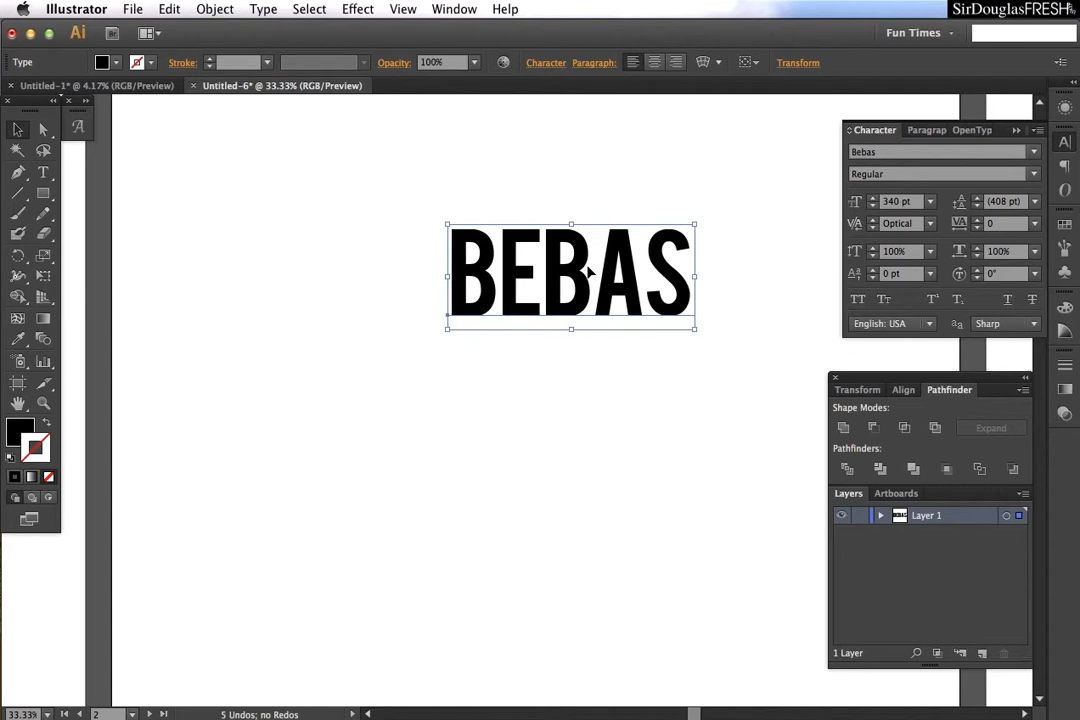 Illustrator File Edit Object Type Select Effect View Window Help
SirDouglasFRESH
Ai Br Fun Times
Type Stroke: Opacity: 100% Character Paragraph: Transform
Untitled-1* @ 4.17% (RGB/Preview) Untitled-6* @ 33.33% (RGB/Preview)
Character Paragrap OpenTyp
Bebas
Regular
340 pt (408 pt)
Optical 0
100% 100%
0 pt 0°
English: USA Sharp
BEBAS
Transform Align Pathfinder
Shape Modes:
Expand
Pathfinders:
Layers Artboards
Layer 1
1 Layer
33.33% 2 5 Undos; no Redos